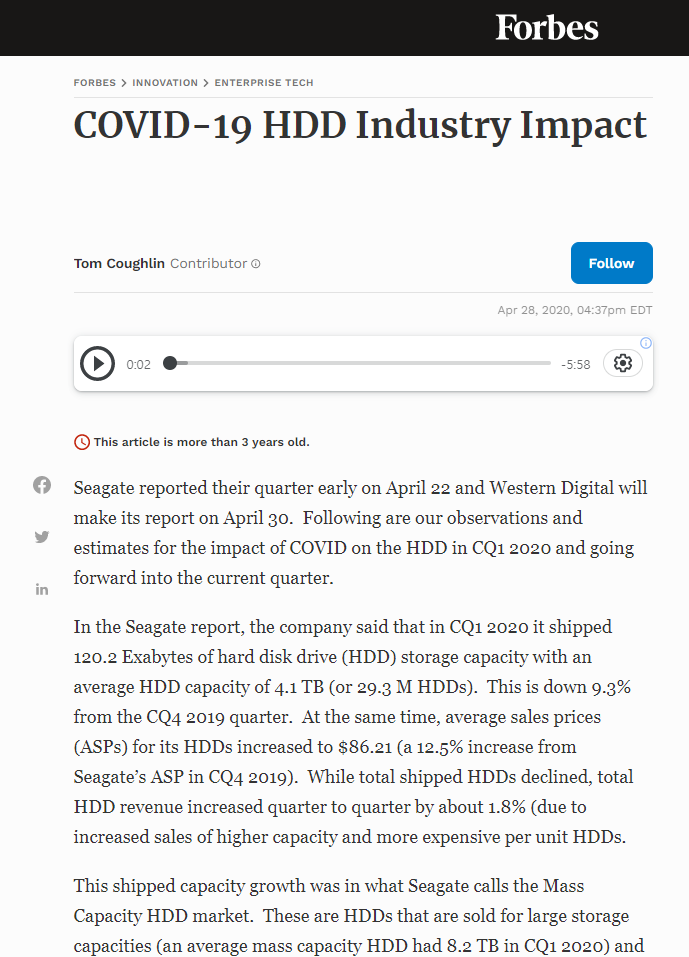 Forbes
FORBES > INNOVATION > ENTERPRISE TECH
COVID-19 HDD Industry Impact
Tom Coughlin Contributor
Follow
Apr 28, 2020, 04:37pm EDT
0:02
-5:58
This article is more than 3 years old.
Seagate reported their quarter early on April 22 and Western Digital will
make its report on April 30.  Following are our observations and
estimates for the impact of COVID on the HDD in CQ1 2020 and going
forward into the current quarter.
In the Seagate report, the company said that in CQ1 2020 it shipped
120.2 Exabytes of hard disk drive (HDD) storage capacity with an
average HDD capacity of 4.1 TB (or 29.3 M HDDs).  This is down 9.3%
from the CQ4 2019 quarter.  At the same time, average sales prices
(ASPs) for its HDDs increased to $86.21 (a 12.5% increase from
Seagate’s ASP in CQ4 2019).  While total shipped HDDs declined, total
HDD revenue increased quarter to quarter by about 1.8% (due to
increased sales of higher capacity and more expensive per unit HDDs.
This shipped capacity growth was in what Seagate calls the Mass
Capacity HDD market.  These are HDDs that are sold for large storage
capacities (an average mass capacity HDD had 8.2 TB in CQ1 2020) and